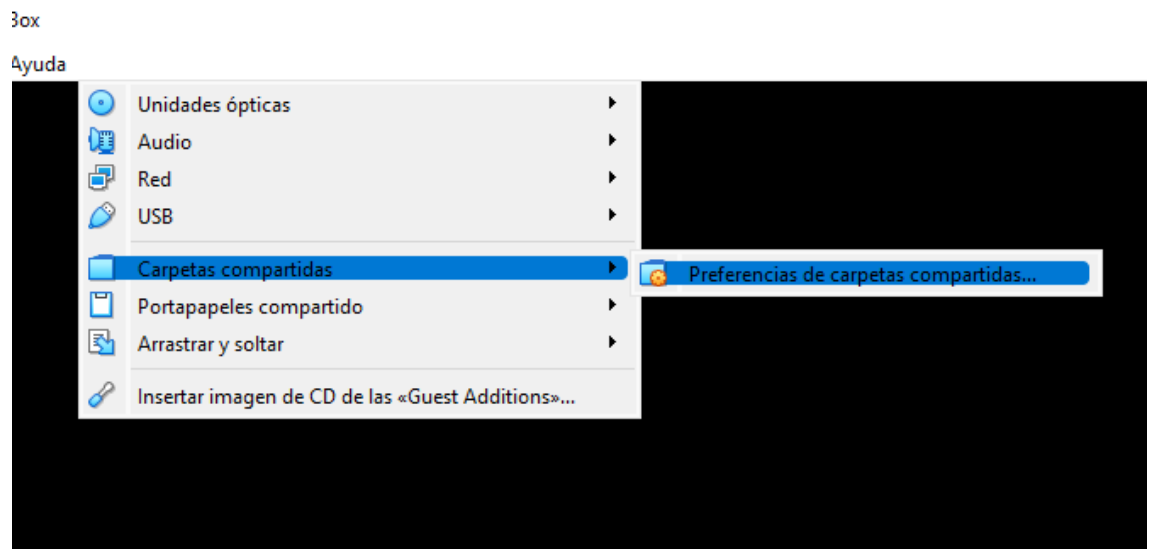 Box
Ayuda
Unidades ópticas
Audio
Red
USB
Carpetas compartidas
Preferencias de carpetas compartidas...
Portapapeles compartido
Arrastrar y soltar
Insertar imagen de CD de las «Guest Additions»...